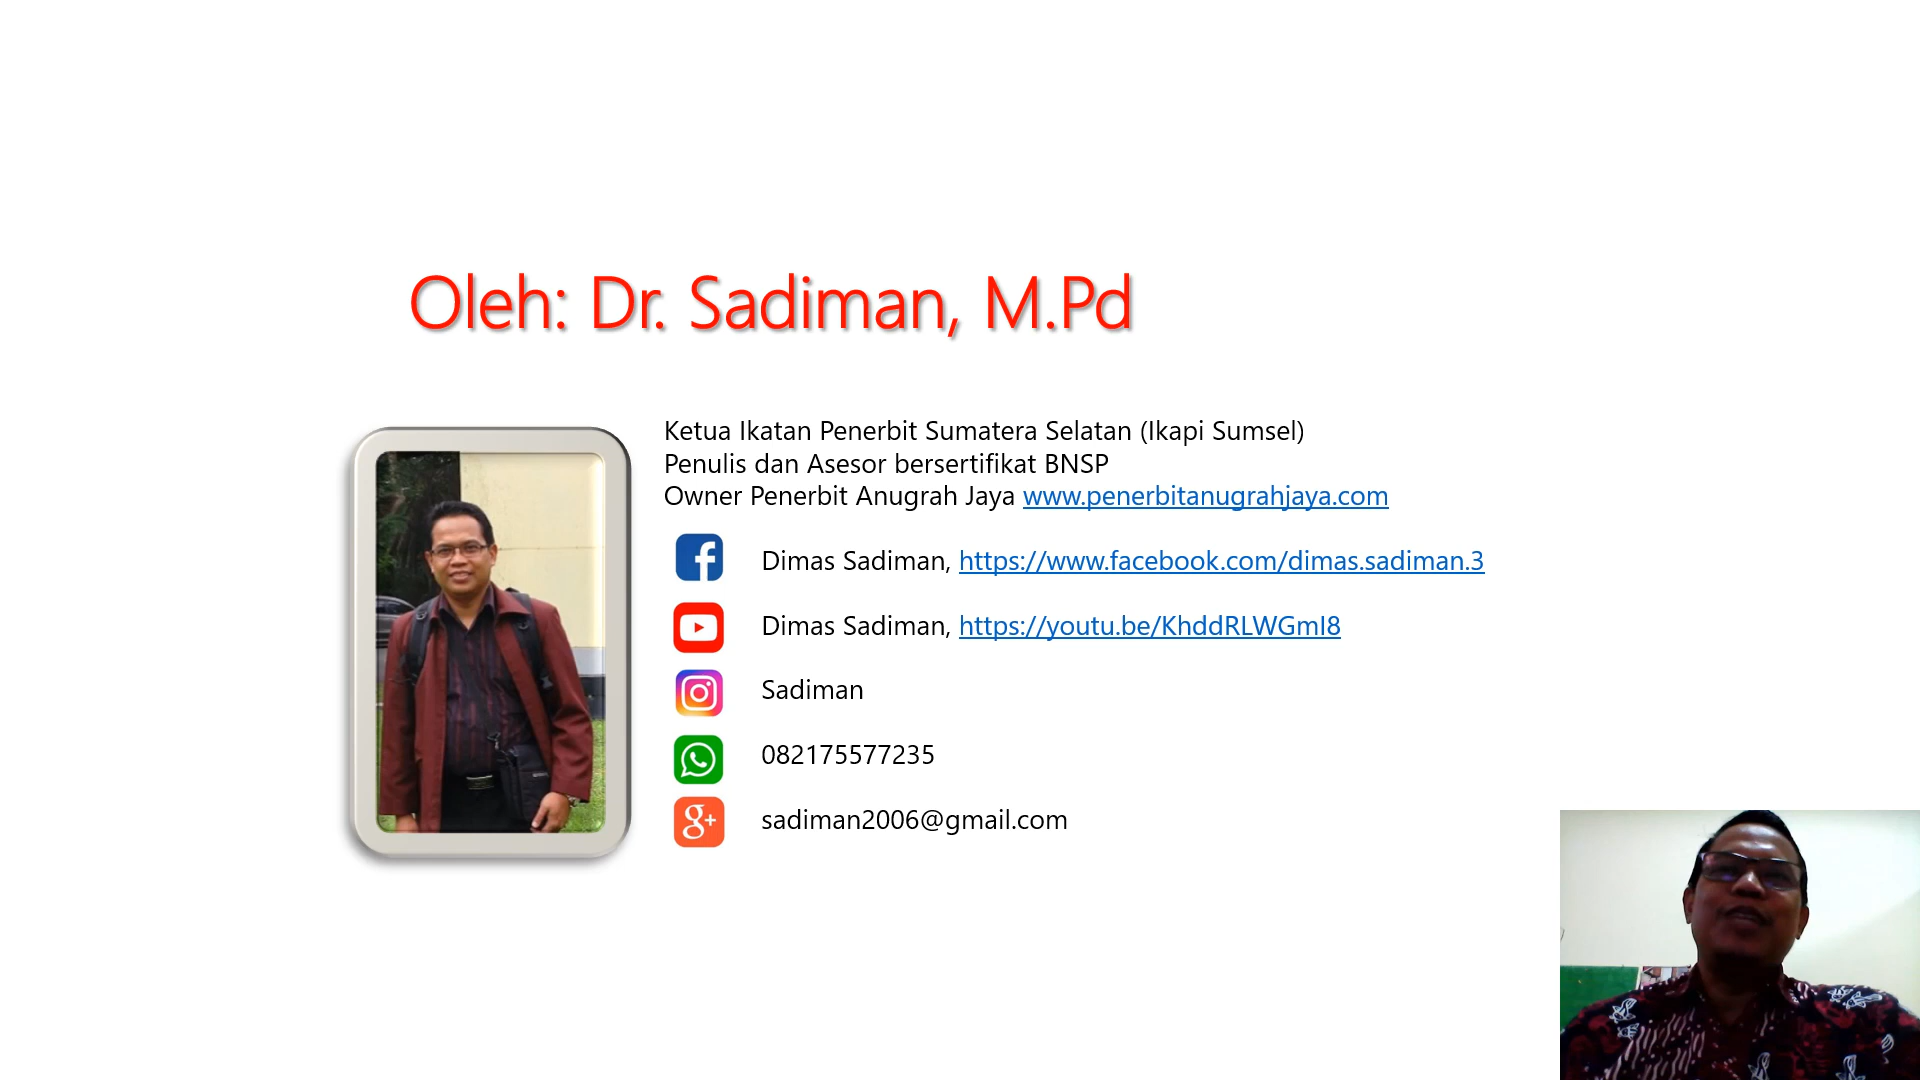 Oleh: Dr. Sadiman, M.Pd
Ketua Ikatan Penerbit Sumatera Selatan (Ikapi Sumsel)
Penulis dan Asesor bersertifikat BNSP
Owner Penerbit Anugrah Jaya www.penerbitanugrahjaya.com
Dimas Sadiman, https://www.facebook.com/dimas.sadiman.3
Dimas Sadiman, https://youtu.be/KhddRLWGmI8
Sadiman
082175577235
sadiman2006@gmail.com